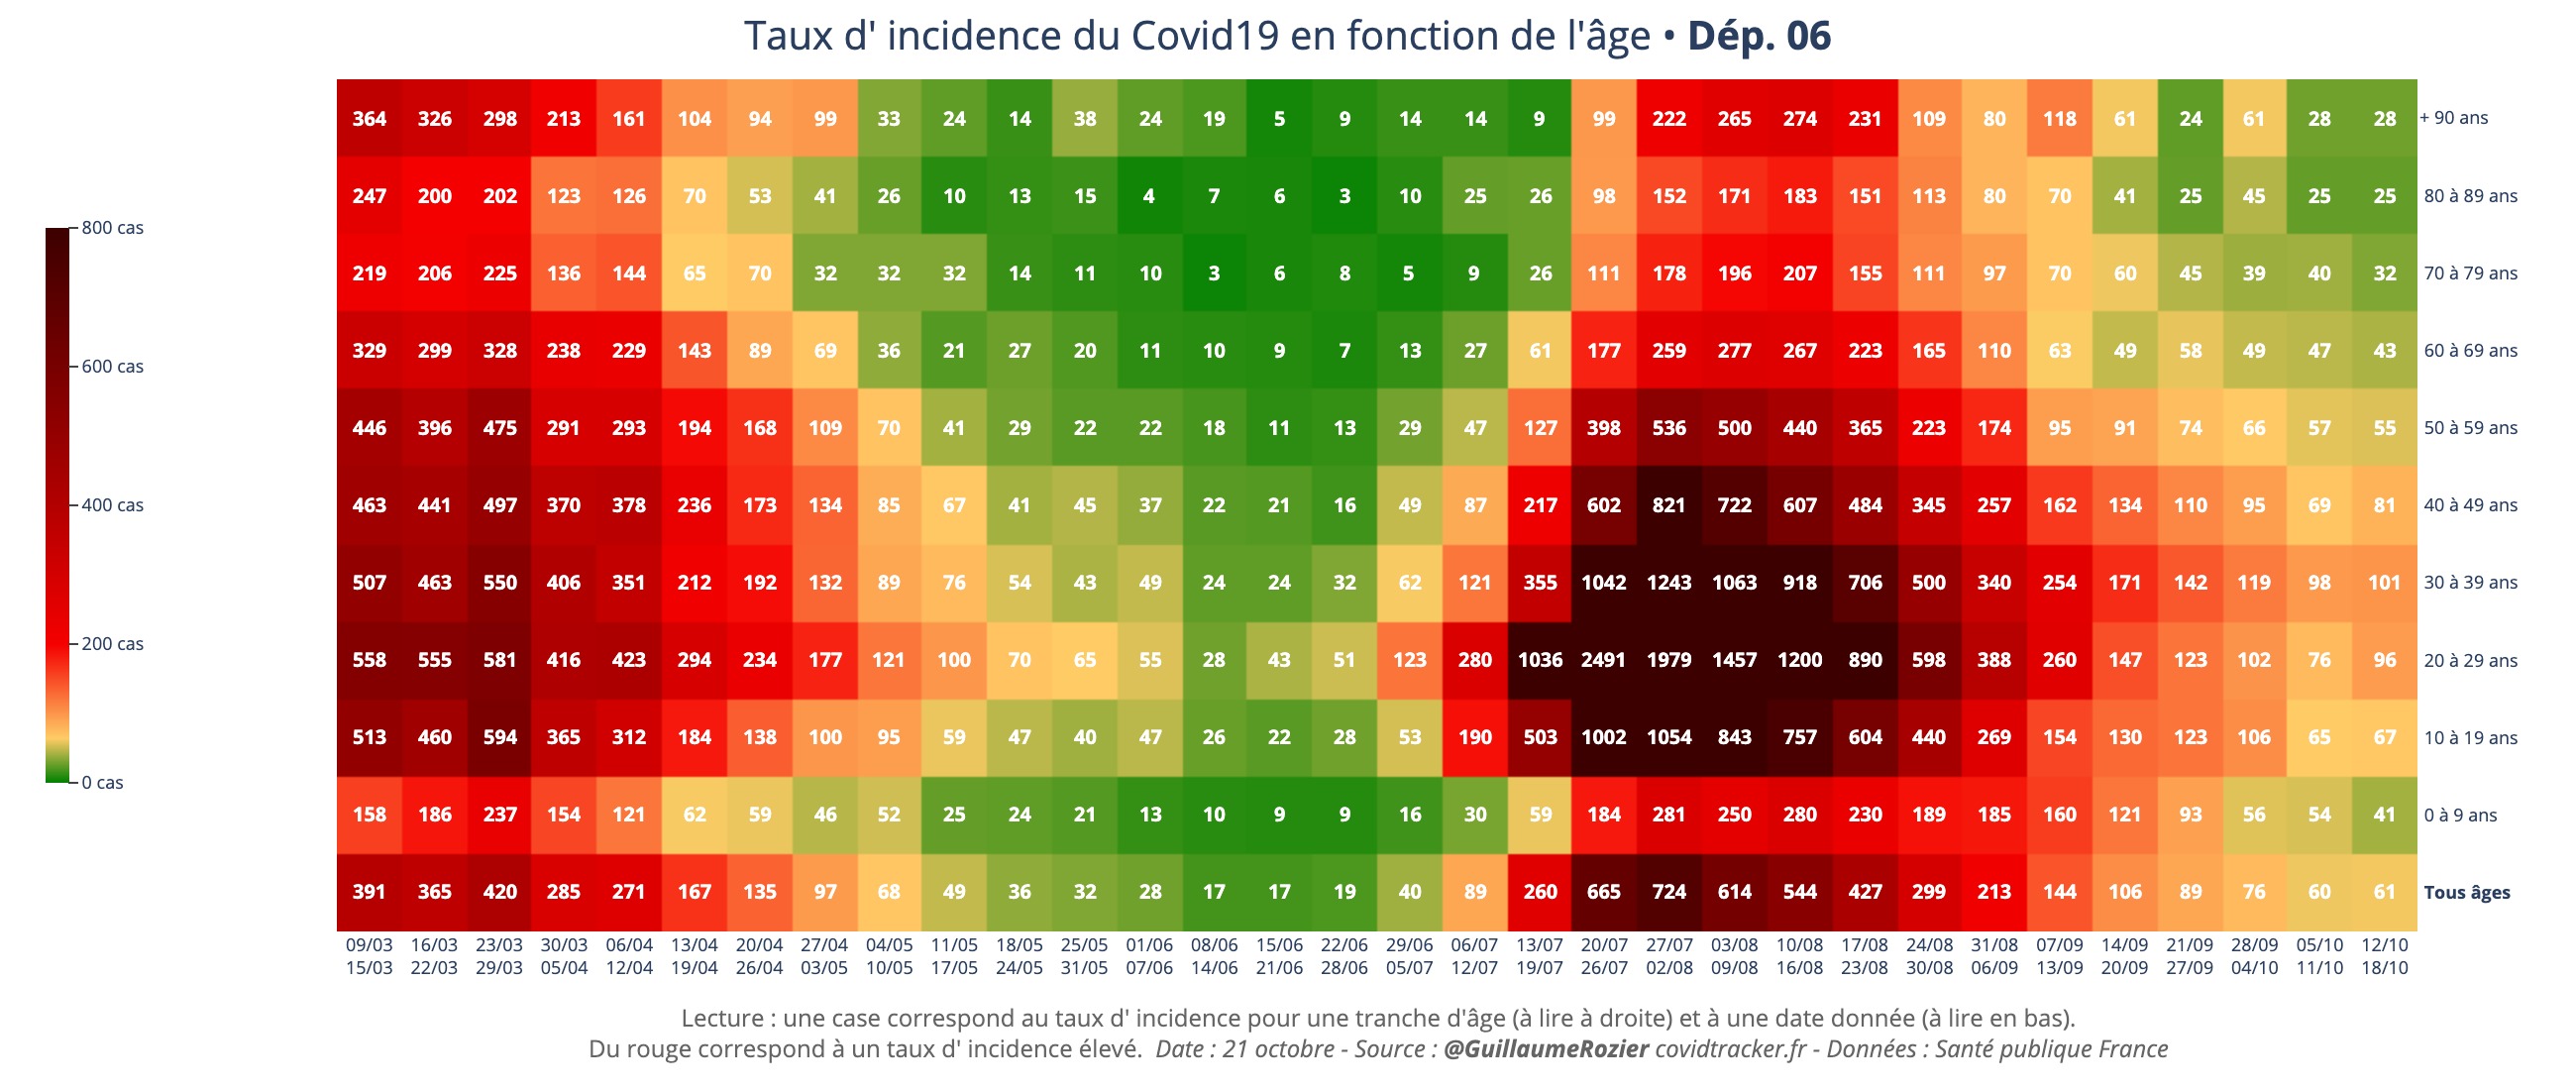 Taux d' incidence du Covid19 en fonction de l'âge • Dép. 06
364 326 298 213 161 104 94 99 33 24 14 38 24 19 5 9 14 14 9 99 222 265 274 231 109 80 118 61 24 61 28 28 + 90 ans
247 200 202 123 126 70 53 41 26 10 13 15 4 7 6 3 10 25 26 98 152 171 183 151 113 80 70 41 25 45 25 25 80 à 89 ans
219 206 225 136 144 65 70 32 32 32 14 11 10 3 6 8 5 9 26 111 178 196 207 155 111 97 70 60 45 39 40 32 70 à 79 ans
329 299 328 238 229 143 89 69 36 21 27 20 11 10 9 7 13 27 61 177 259 277 267 223 165 110 63 49 58 49 47 43 60 à 69 ans
446 396 475 291 293 194 168 109 70 41 29 22 22 18 11 13 29 47 127 398 536 500 440 365 223 174 95 91 74 66 57 55 50 à 59 ans
463 441 497 370 378 236 173 134 85 67 41 45 37 22 21 16 49 87 217 602 821 722 607 484 345 257 162 134 110 95 69 81 40 à 49 ans
507 463 550 406 351 212 192 132 89 76 54 43 49 24 24 32 62 121 355 1042 1243 1063 918 706 500 340 254 171 142 119 98 101 30 à 39 ans
558 555 581 416 423 294 234 177 121 100 70 65 55 28 43 51 123 280 1036 2491 1979 1457 1200 890 598 388 260 147 123 102 76 96 20 à 29 ans
513 460 594 365 312 184 138 100 95 59 47 40 47 26 22 28 53 190 503 1002 1054 843 757 604 440 269 154 130 123 106 65 67 10 à 19 ans
158 186 237 154 121 62 59 46 52 25 24 21 13 10 9 9 16 30 59 184 281 250 280 230 189 185 160 121 93 56 54 41 0 à 9 ans
391 365 420 285 271 167 135 97 68 49 36 32 28 17 17 19 40 89 260 665 724 614 544 427 299 213 144 106 89 76 60 61 Tous âges
09/03 16/03 23/03 30/03 06/04 13/04 20/04 27/04 04/05 11/05 18/05 25/05 01/06 08/06 15/06 22/06 29/06 06/07 13/07 20/07 27/07 03/08 10/08 17/08 24/08 31/08 07/09 14/09 21/09 28/09 05/10 12/10
15/03 22/03 29/03 05/04 12/04 19/04 26/04 03/05 10/05 17/05 24/05 31/05 07/06 14/06 21/06 28/06 05/07 12/07 19/07 26/07 02/08 09/08 16/08 23/08 30/08 06/09 13/09 20/09 27/09 04/10 11/10 18/10
800 cas
600 cas
400 cas
200 cas
0 cas
Lecture : une case correspond au taux d' incidence pour une tranche d'âge (à lire à droite) et à une date donnée (à lire en bas).
Du rouge correspond à un taux d' incidence élevé. Date : 21 octobre - Source : @GuillaumeRozier covidtracker.fr - Données : Santé publique France